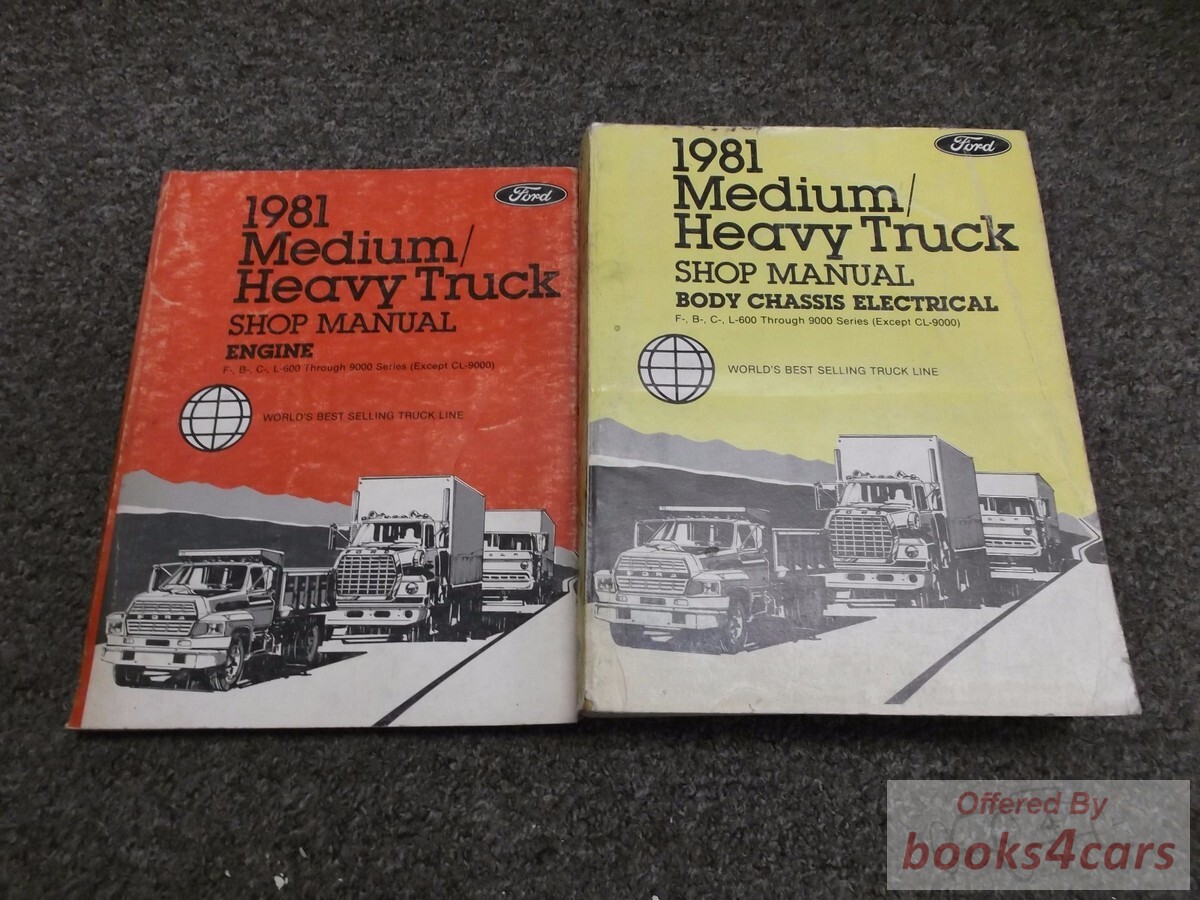 Ford
1981
Medium/
Heavy Truck
SHOP MANUAL
ENGINE
F-, B-, C-, L-600 Through 9000 Series (Except CL-9000)
WORLD'S BEST SELLING TRUCK LINE
FORD
Ford
1981
Medium/
Heavy Truck
SHOP MANUAL
BODY CHASSIS ELECTRICAL
F-, B-, C-, L-600 Through 9000 Series (Except CL-9000)
WORLD'S BEST SELLING TRUCK LINE
FORD
Offered By
books4cars